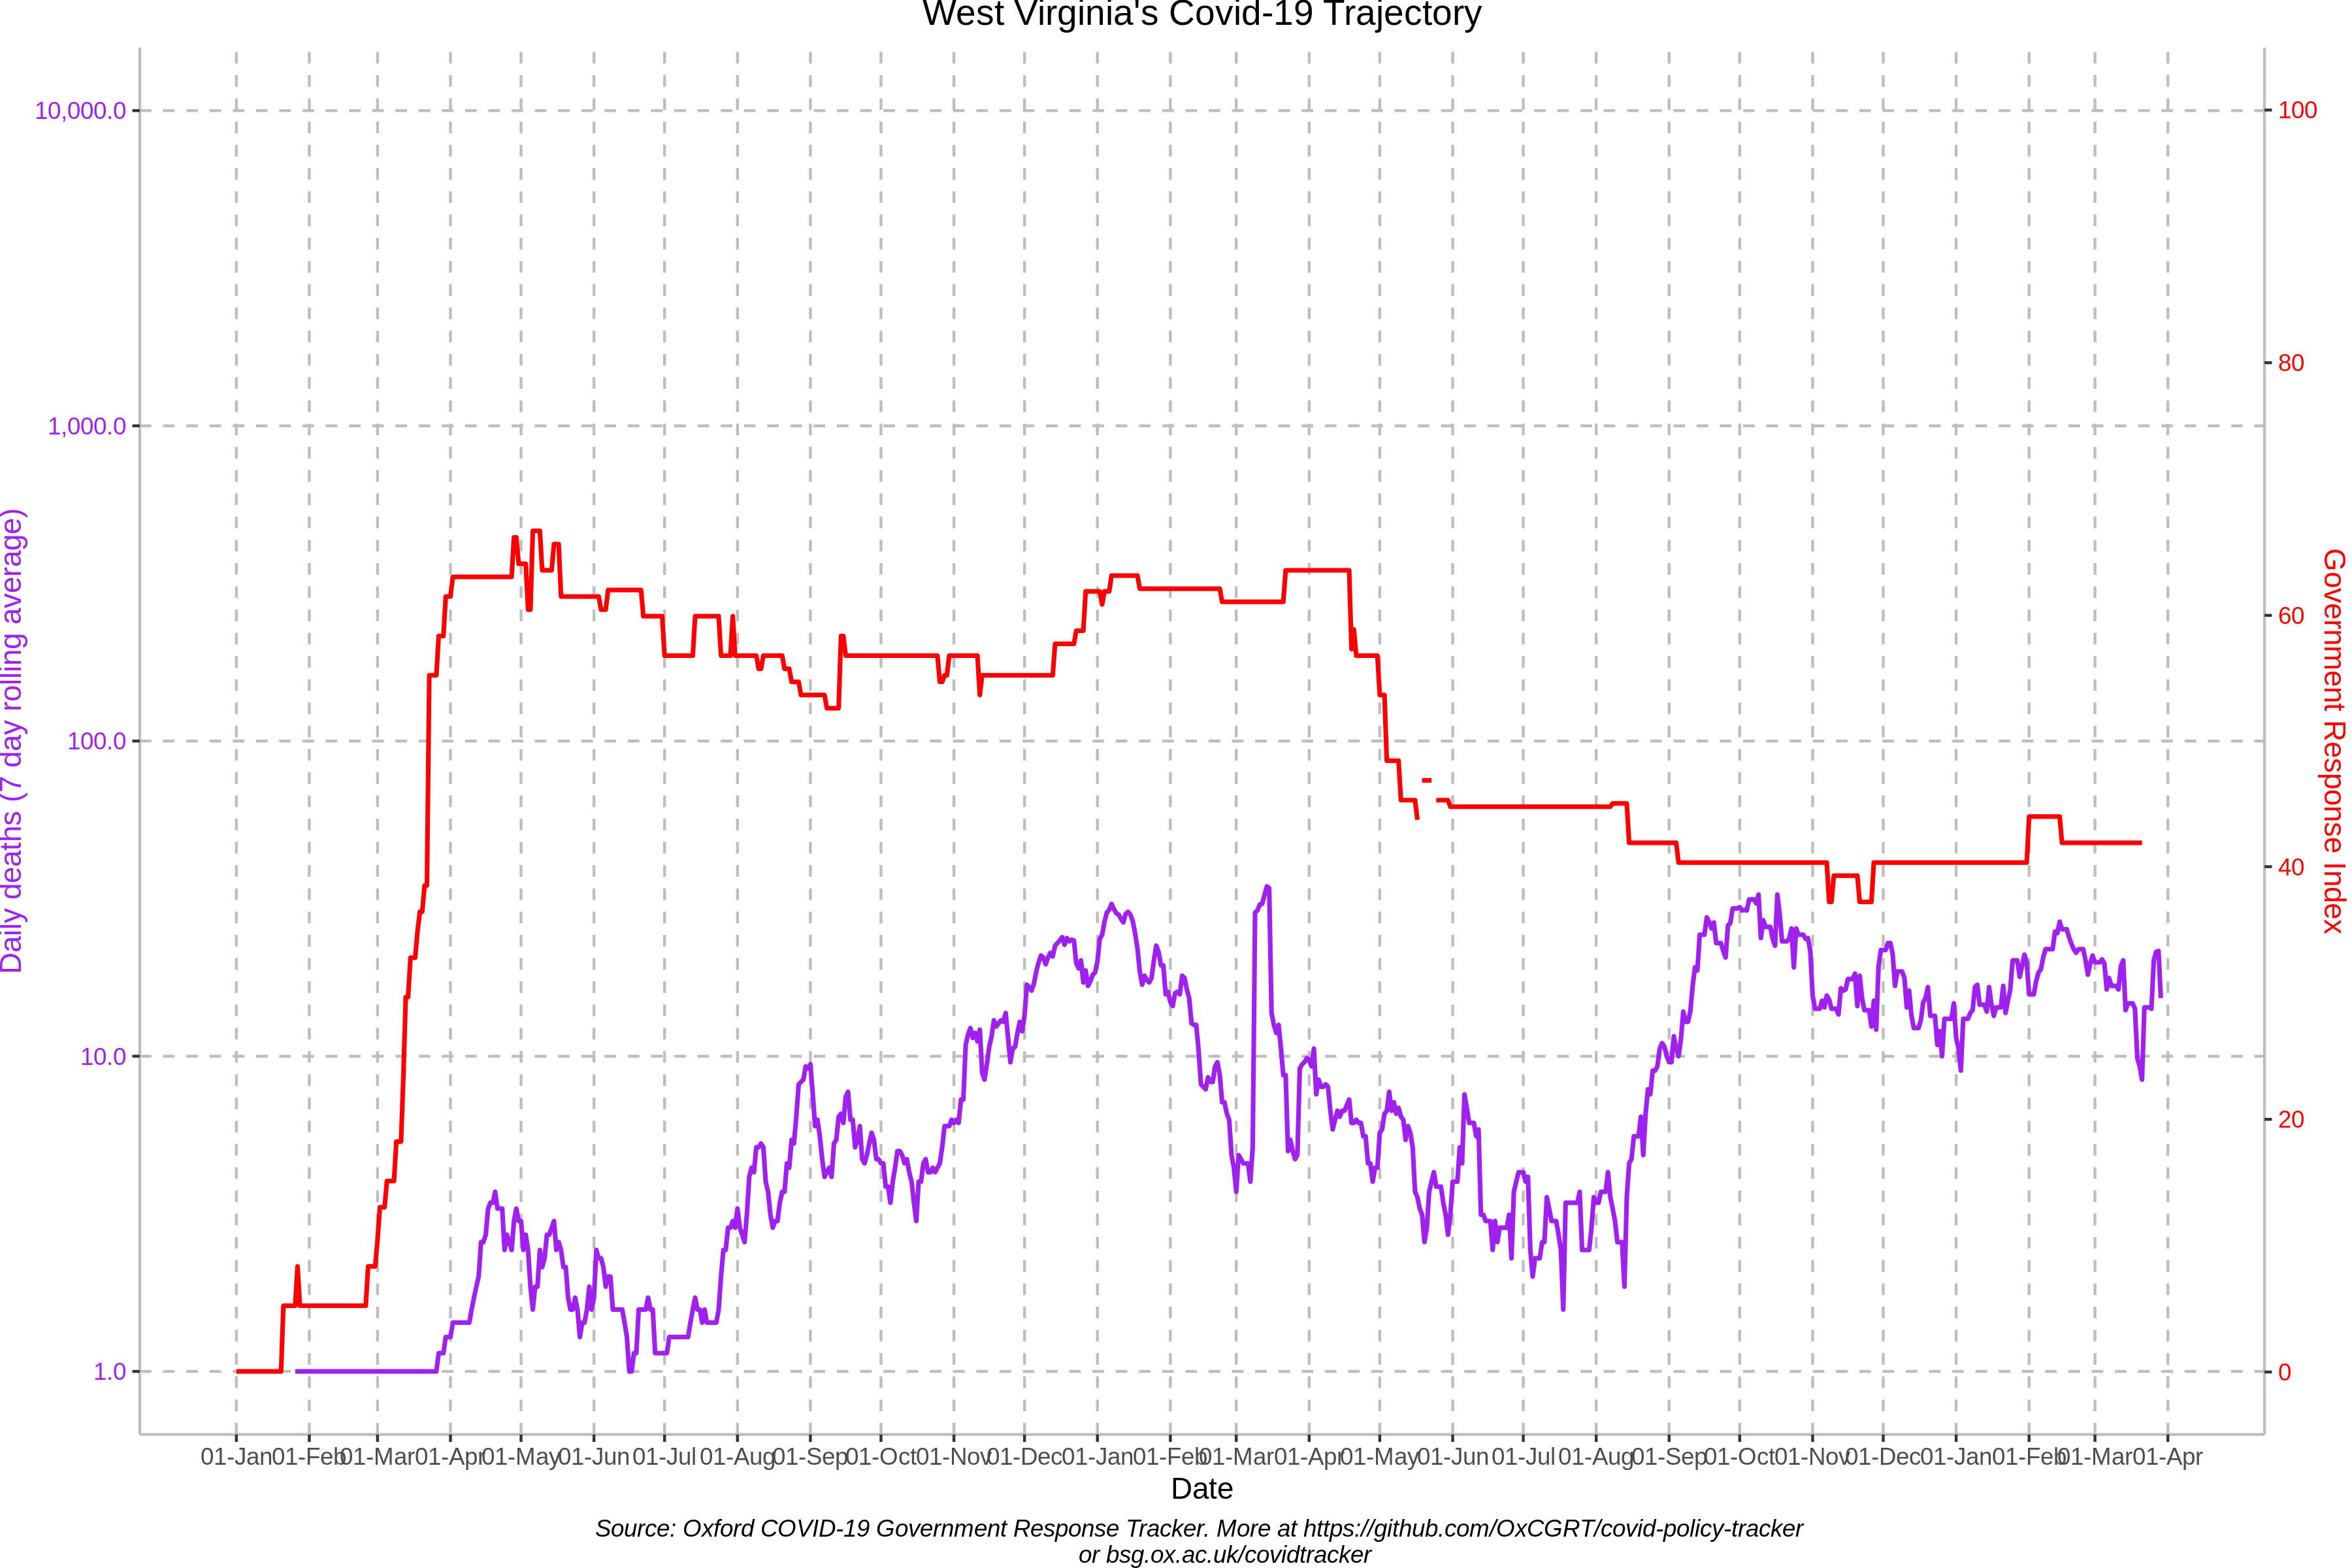 West Virginia's Covid-19 Trajectory
10,000.0
1,000.0
100.0
10.0
1.0
Daily deaths (7 day rolling average)
100
80
60
40
20
0
Government Response Index
01-Jan 01-Feb 01-Mar 01-Apr 01-May 01-Jun 01-Jul 01-Aug 01-Sep 01-Oct 01-Nov 01-Dec 01-Jan 01-Feb 01-Mar 01-Apr 01-May 01-Jun 01-Jul 01-Aug 01-Sep 01-Oct 01-Nov 01-Dec 01-Jan 01-Feb 01-Mar 01-Apr
Date
Source: Oxford COVID-19 Government Response Tracker. More at https://github.com/OxCGRT/covid-policy-tracker
or bsg.ox.ac.uk/covidtracker